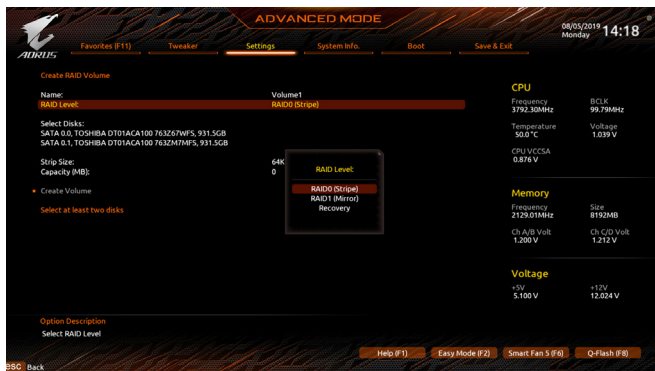 ADVANCED MODE
08/05/2019 14:18
Monday
AORUS
Favorites (F11) Tweaker Settings System Info. Boot Save & Exit
Create RAID Volume
Name: Volume1
RAID Level: RAID0 (Stripe)
Select Disks:
SATA 0.0, TOSHIBA DT01ACA100 763Z67WFS, 931.5GB
SATA 0.1, TOSHIBA DT01ACA100 763ZM7MFS, 931.5GB
Strip Size: 64K
Capacity (MB): 0
Create Volume
Select at least two disks
RAID Level:
RAID0 (Stripe)
RAID1 (Mirror)
Recovery
CPU
Frequency BCLK
3792.30MHz 99.79MHz
Temperature Voltage
50.0 °C 1.039 V
CPU VCCSA
0.876 V
Memory
Frequency Size
2129.01MHz 8192MB
Ch A/B Volt Ch C/D Volt
1.200 V 1.212 V
Voltage
+5V +12V
5.100 V 12.024 V
Option Description
Select RAID Level
Help (F1) Easy Mode (F2) Smart Fan 5 (F6) Q-Flash (F8)
esc Back